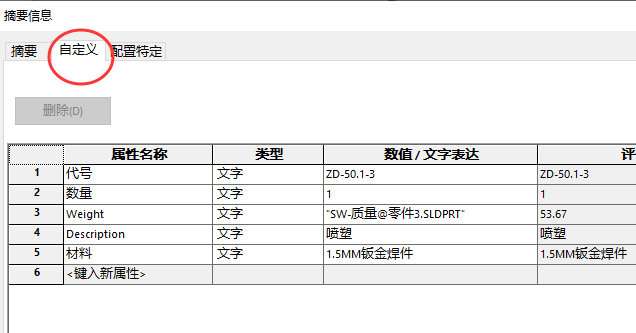 摘要信息
摘要 自定义 配置特定
删除(D)
属性名称 类型 数值 / 文字表达 评
1 代号 文字 ZD-50.1-3 ZD-50.1-3
2 数量 文字 1 1
3 Weight 文字 "SW-质量@零件3.SLDPRT" 53.67
4 Description 文字 喷塑 喷塑
5 材料 文字 1.5MM钣金焊件 1.5MM钣金焊件
6 <键入新属性>